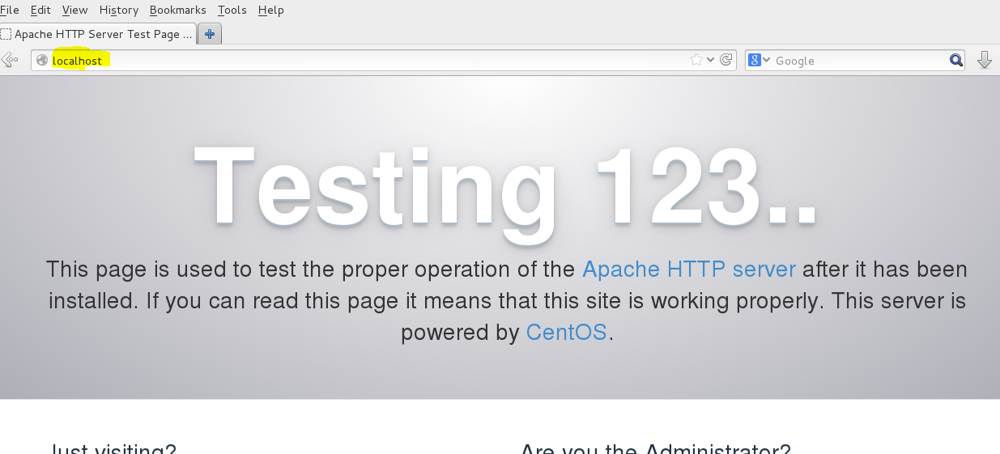 File Edit View History Bookmarks Tools Help
Apache HTTP Server Test Page ...
localhost
Google
Testing 123..
This page is used to test the proper operation of the Apache HTTP server after it has been
installed. If you can read this page it means that this site is working properly. This server is
powered by CentOS.
Just visiting?
Are you the Administrator?